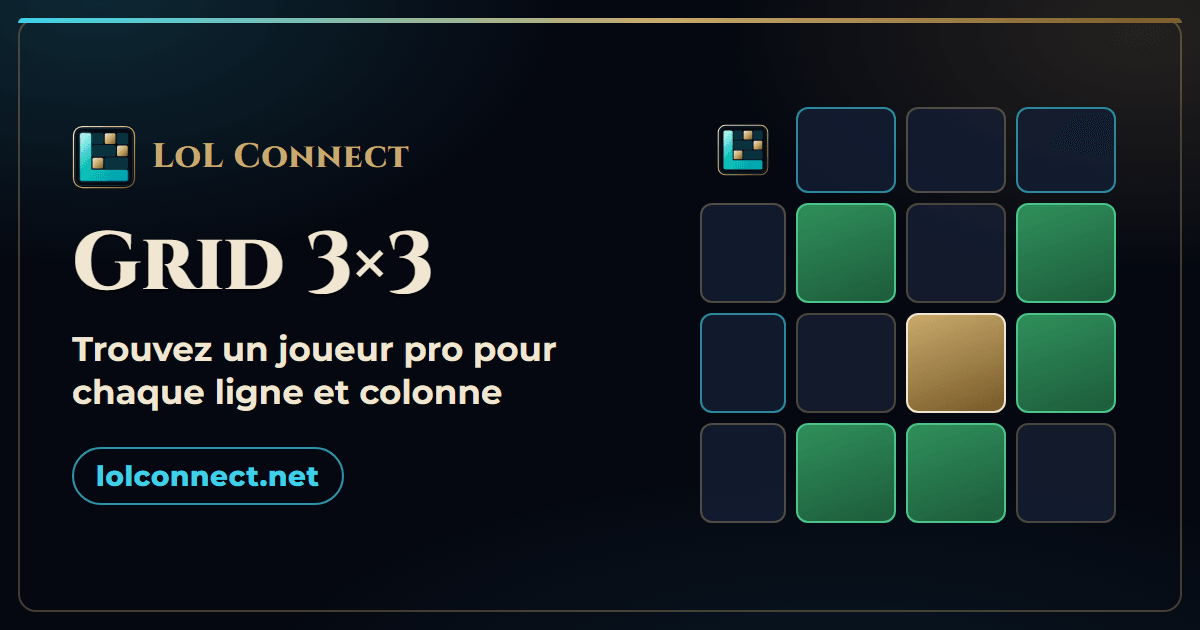 LoL Connect
Grid 3×3
Trouvez un joueur pro pour
chaque ligne et colonne
lolconnect.net